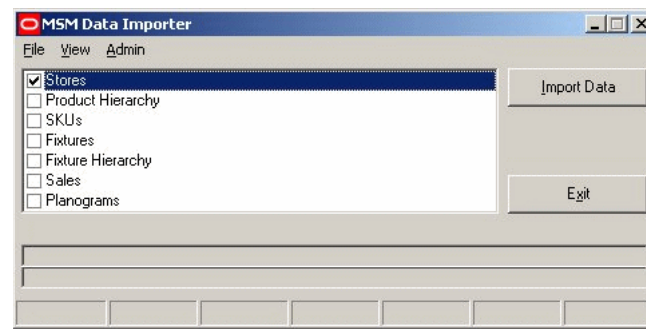 MSM Data Importer
File View Admin
Stores
Import Data
Product Hierarchy
SKUs
Fixtures
Fixture Hierarchy
Sales
Exit
Planograms